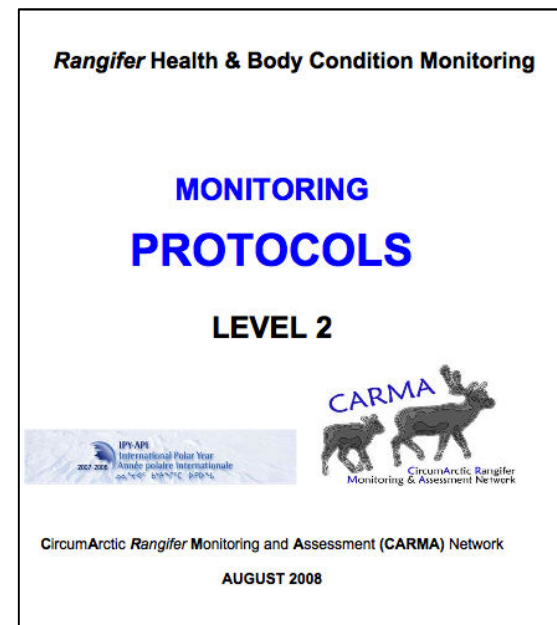 Rangifer Health & Body Condition Monitoring
MONITORING
PROTOCOLS
LEVEL 2
CARMA
CircumArctic Rangifer
Monitoring & Assessment Network
IPY-API
International Polar Year
2007-2008 Année polaire internationale
CircumArctic Rangifer Monitoring and Assessment (CARMA) Network
AUGUST 2008